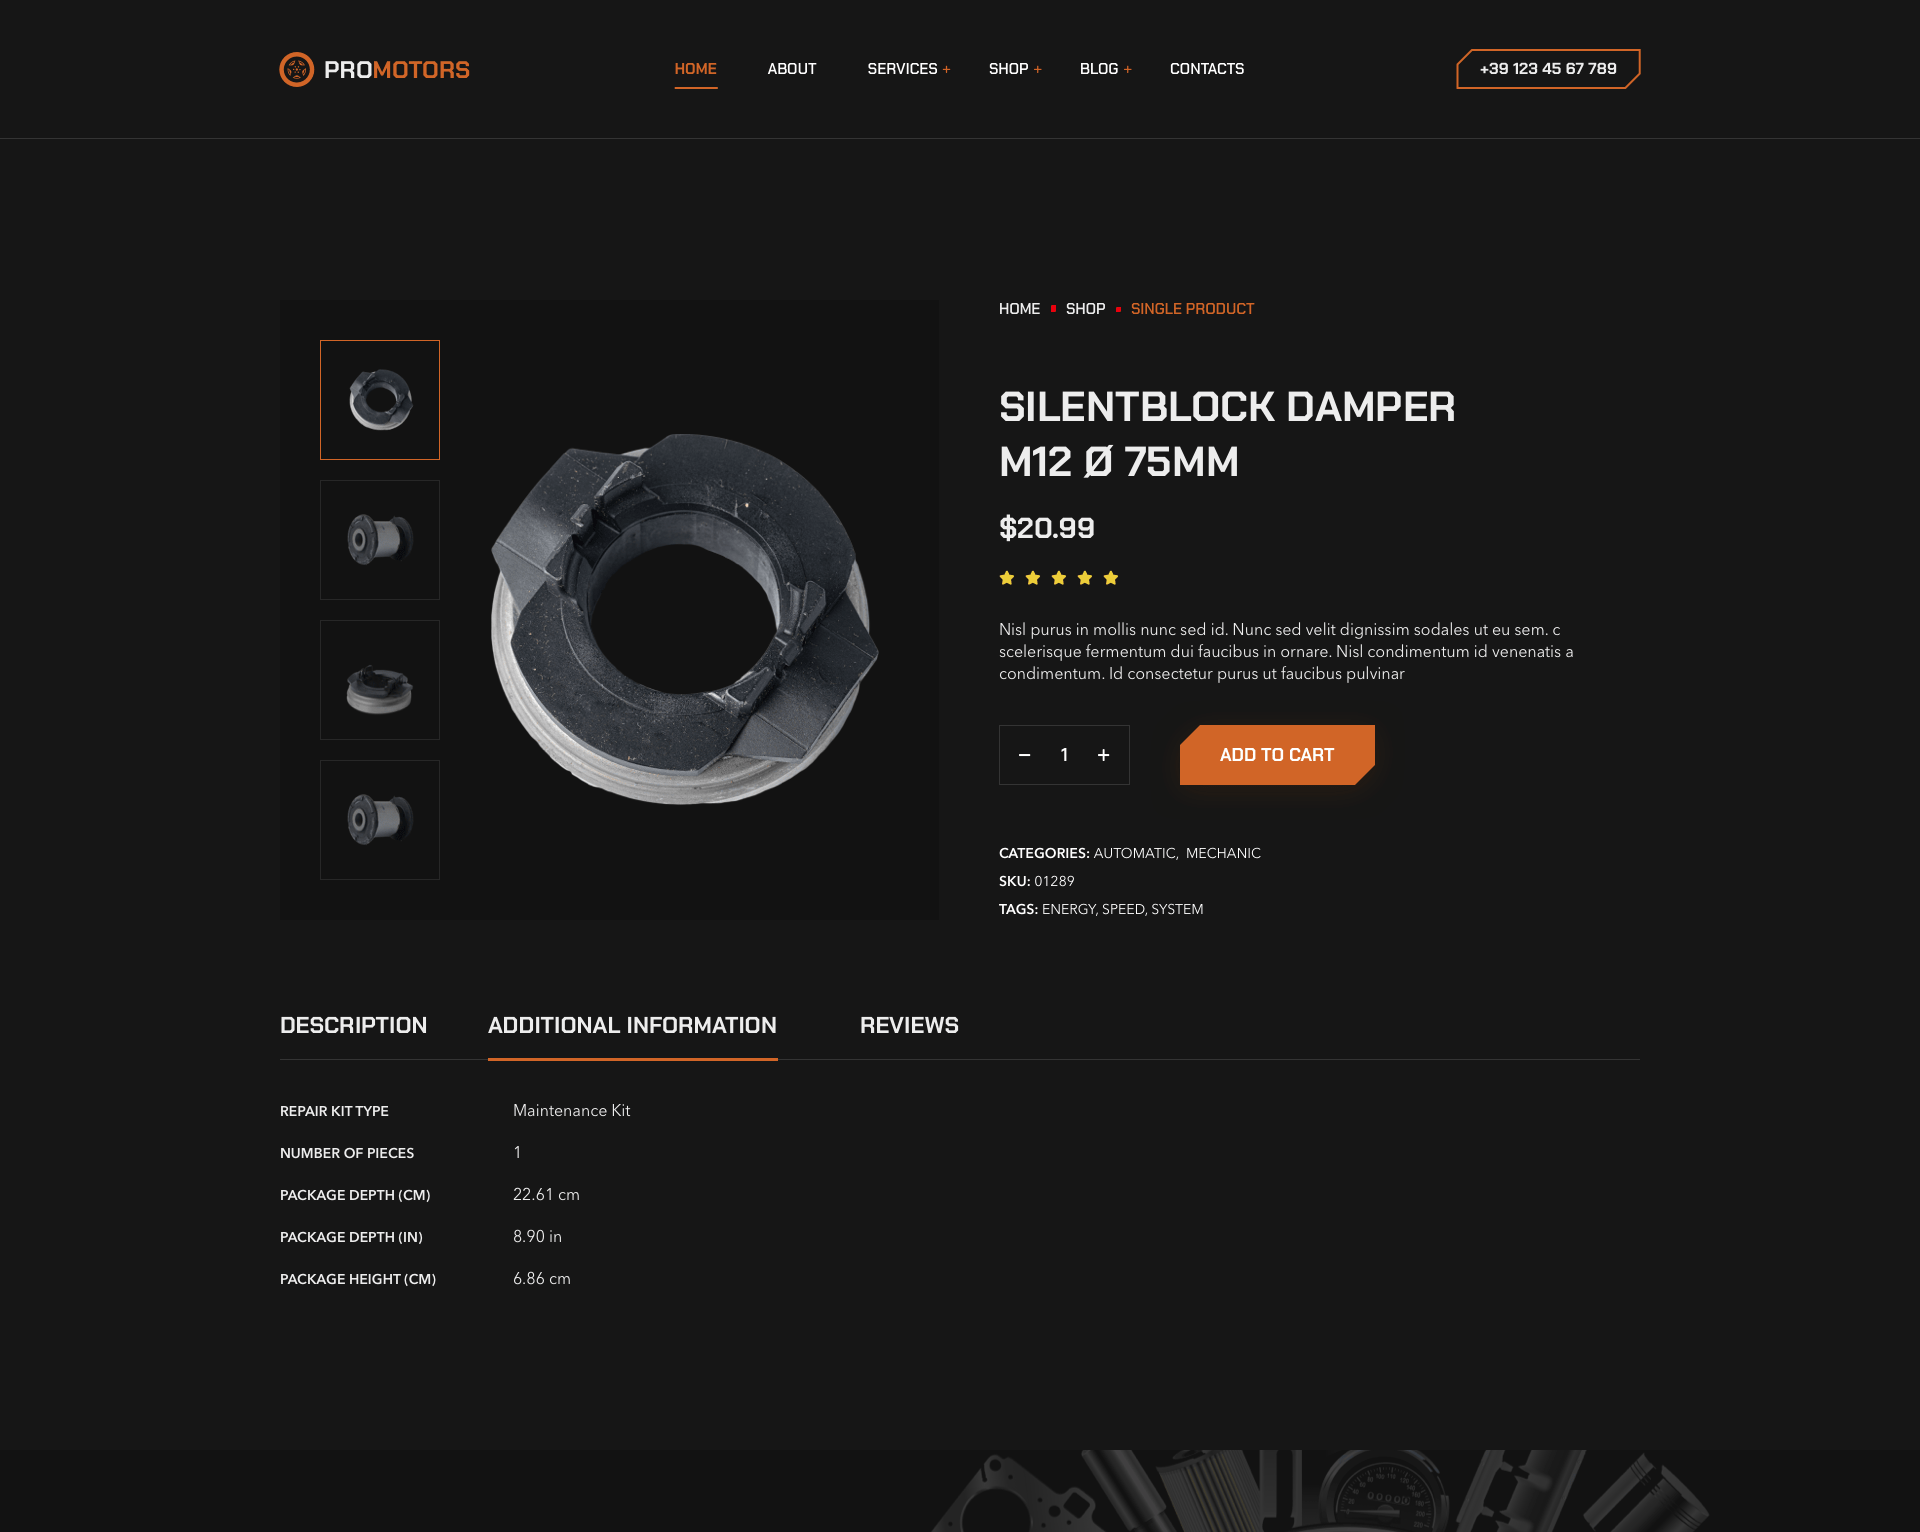 PROMOTORS
HOME
ABOUT
SERVICES +
SHOP +
BLOG +
CONTACTS
+39 123 45 67 789
HOME SHOP SINGLE PRODUCT
SILENTBLOCK DAMPER
M12 Ø 75MM
$20.99
Nisl purus in mollis nunc sed id. Nunc sed velit dignissim sodales ut eu sem. c
scelerisque fermentum dui faucibus in ornare. Nisl condimentum id venenatis a
condimentum. Id consectetur purus ut faucibus pulvinar
− 1 +
ADD TO CART
CATEGORIES: AUTOMATIC, MECHANIC
SKU: 01289
TAGS: ENERGY, SPEED, SYSTEM
DESCRIPTION
ADDITIONAL INFORMATION
REVIEWS
REPAIR KIT TYPE Maintenance Kit
NUMBER OF PIECES 1
PACKAGE DEPTH (CM) 22.61 cm
PACKAGE DEPTH (IN) 8.90 in
PACKAGE HEIGHT (CM) 6.86 cm